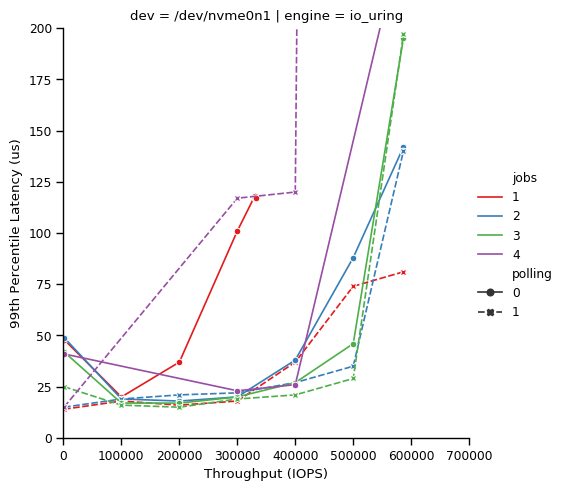 dev = /dev/nvme0n1 | engine = io_uring
200
175
150
125
100
75
50
25
0
99th Percentile Latency (us)
0 100000 200000 300000 400000 500000 600000 700000
Throughput (IOPS)
jobs
1
2
3
4
polling
0
1